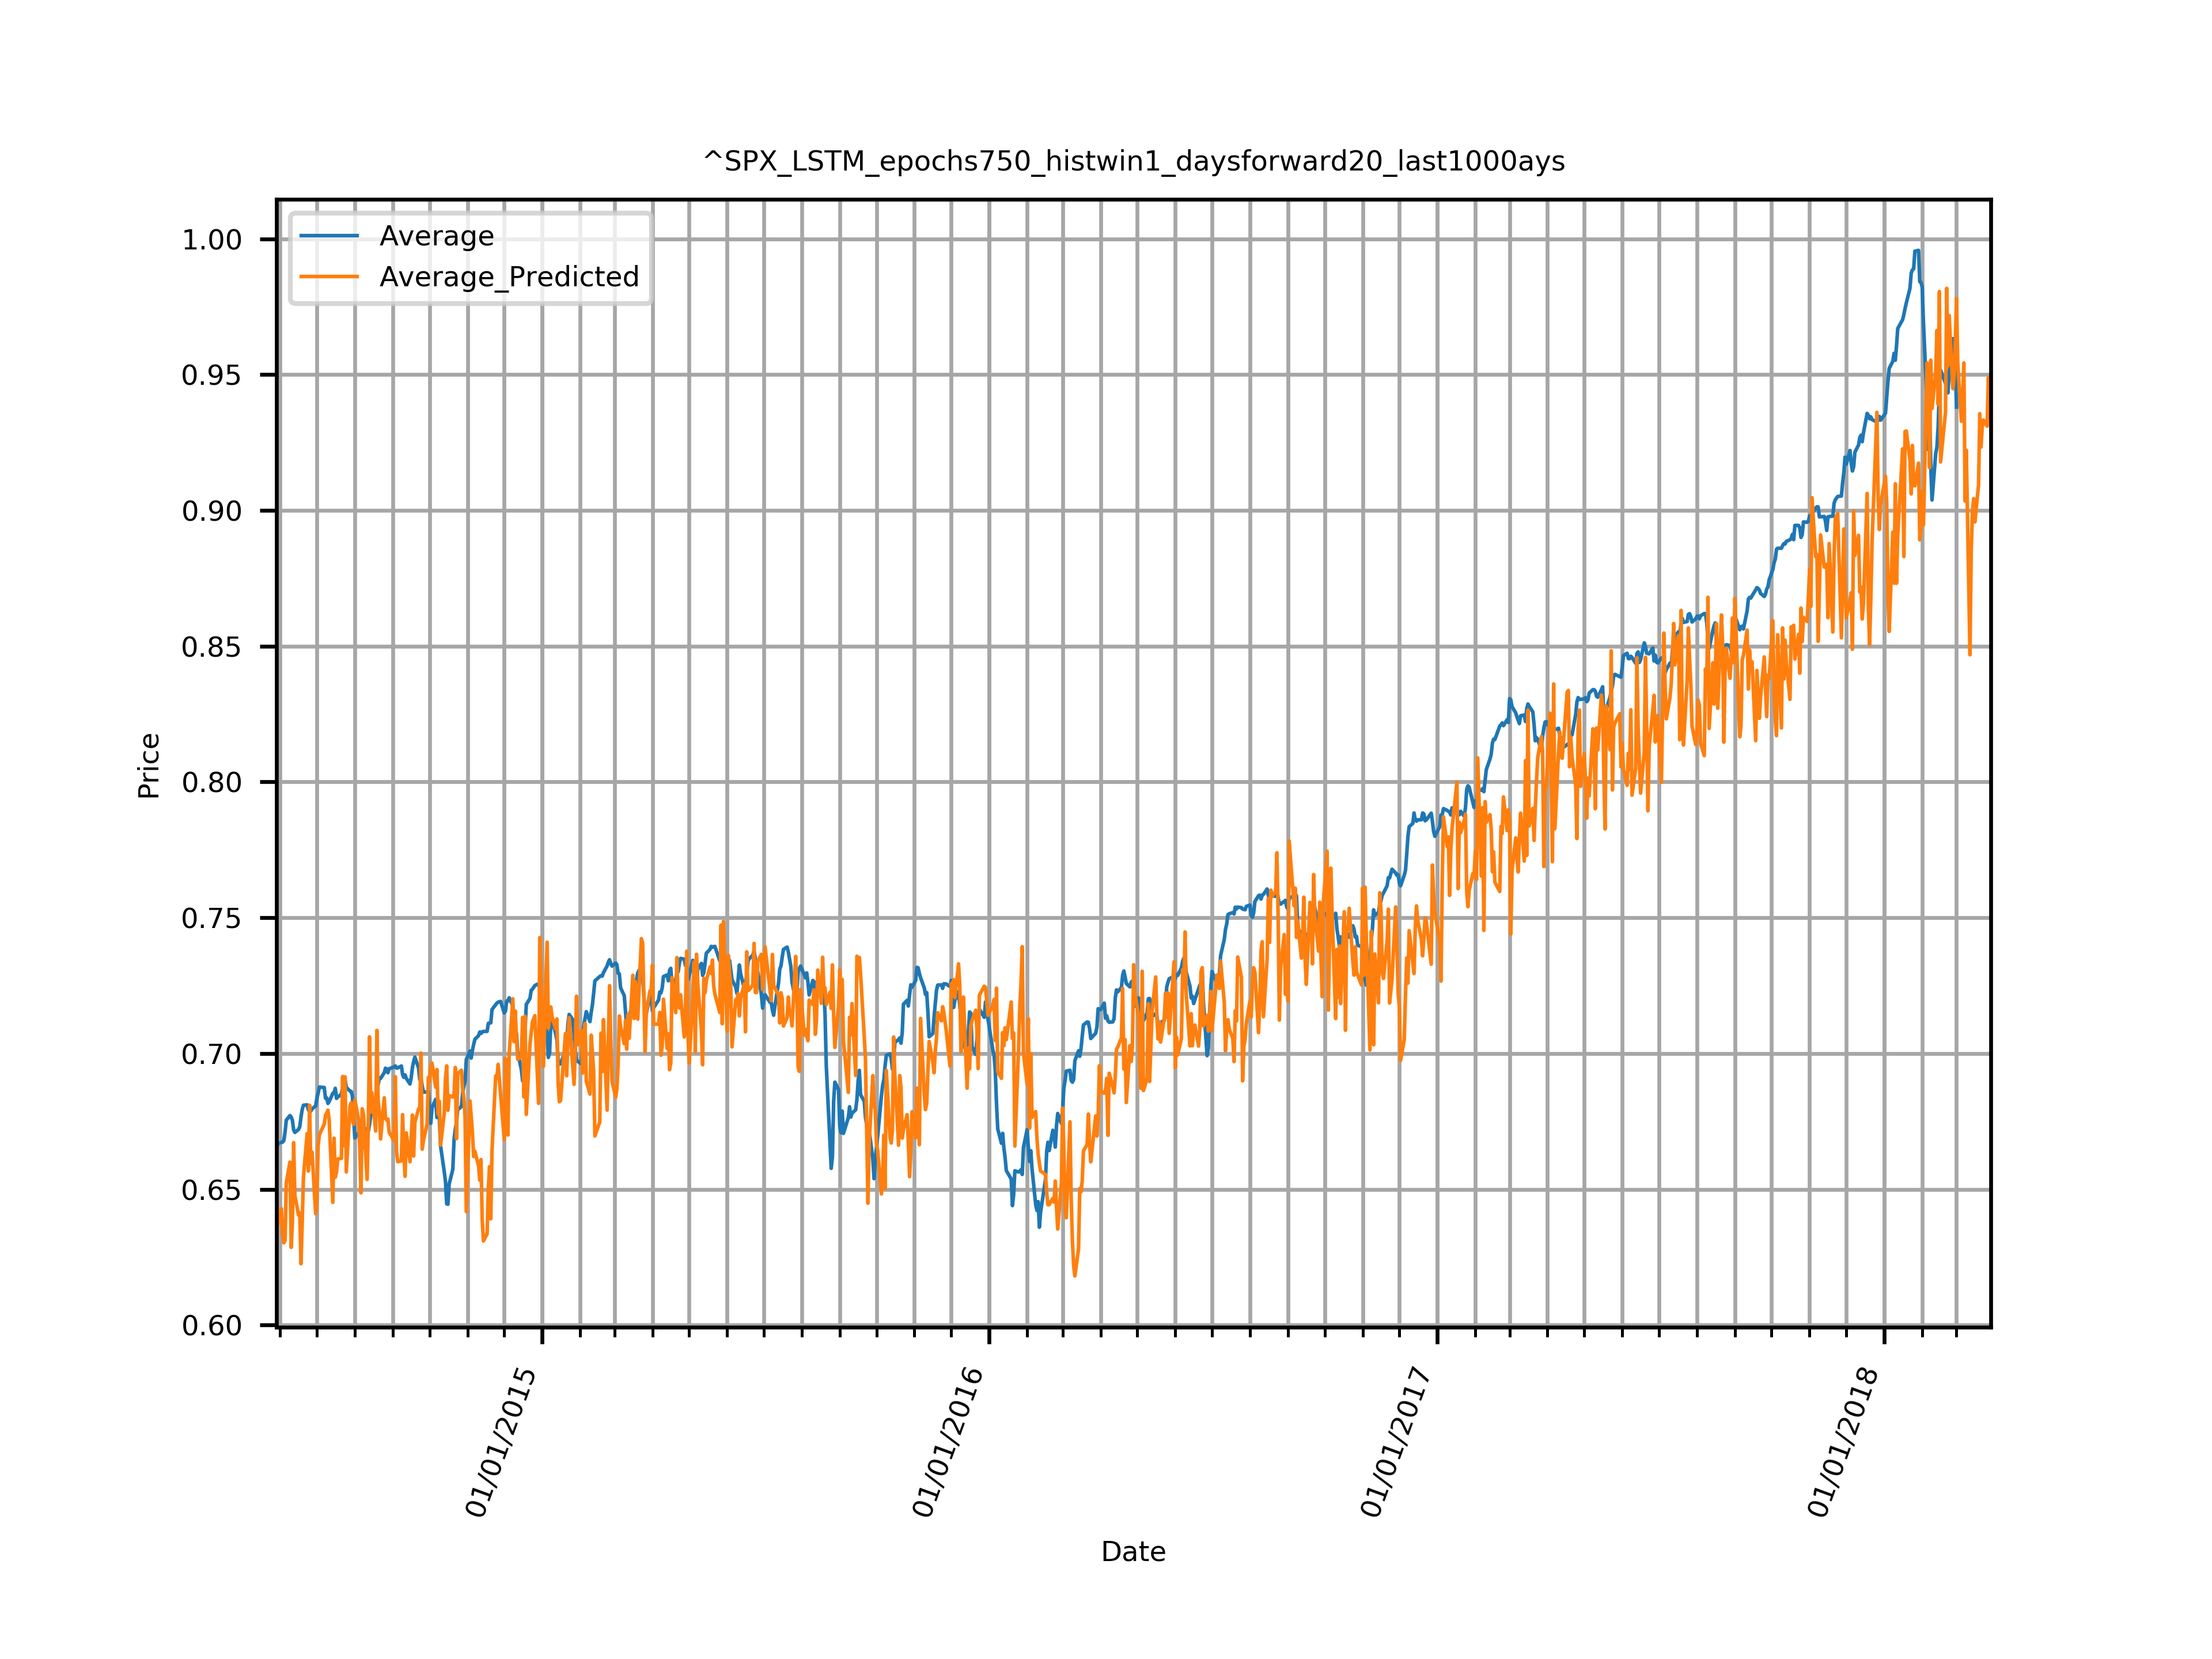 ^SPX_LSTM_epochs750_histwin1_daysforward20_last1000ays
Average
Average_Predicted
1.00
0.95
0.90
0.85
0.80
0.75
0.70
0.65
0.60
Price
01/01/2015
01/01/2016
01/01/2017
01/01/2018
Date